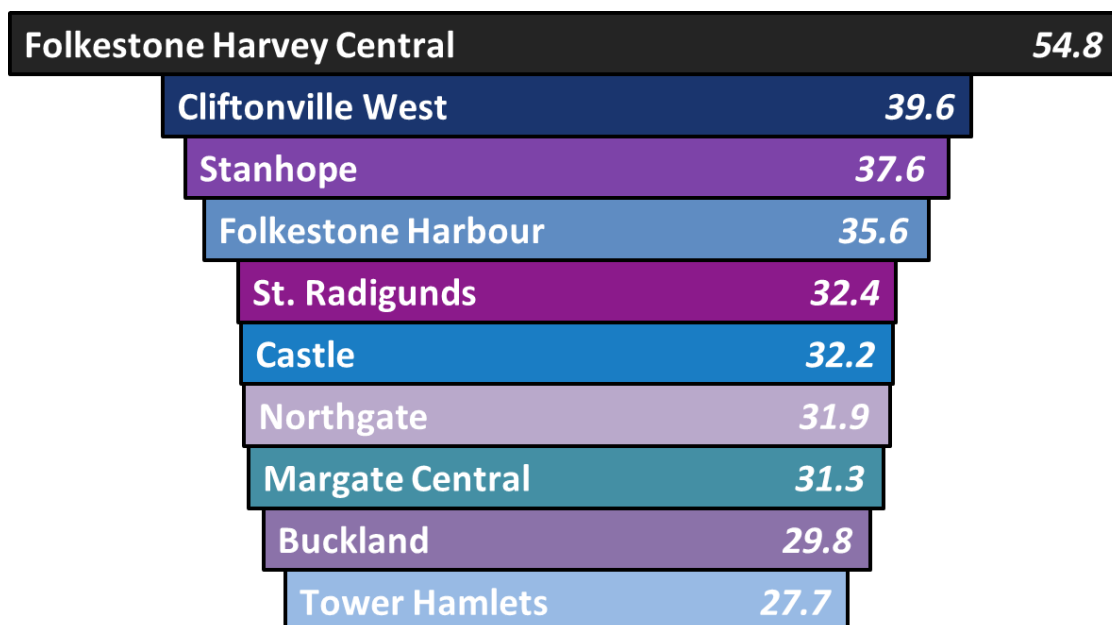 Folkestone Harvey Central 54.8
Cliftonville West 39.6
Stanhope 37.6
Folkestone Harbour 35.6
St. Radigunds 32.4
Castle 32.2
Northgate 31.9
Margate Central 31.3
Buckland 29.8
Tower Hamlets 27.7